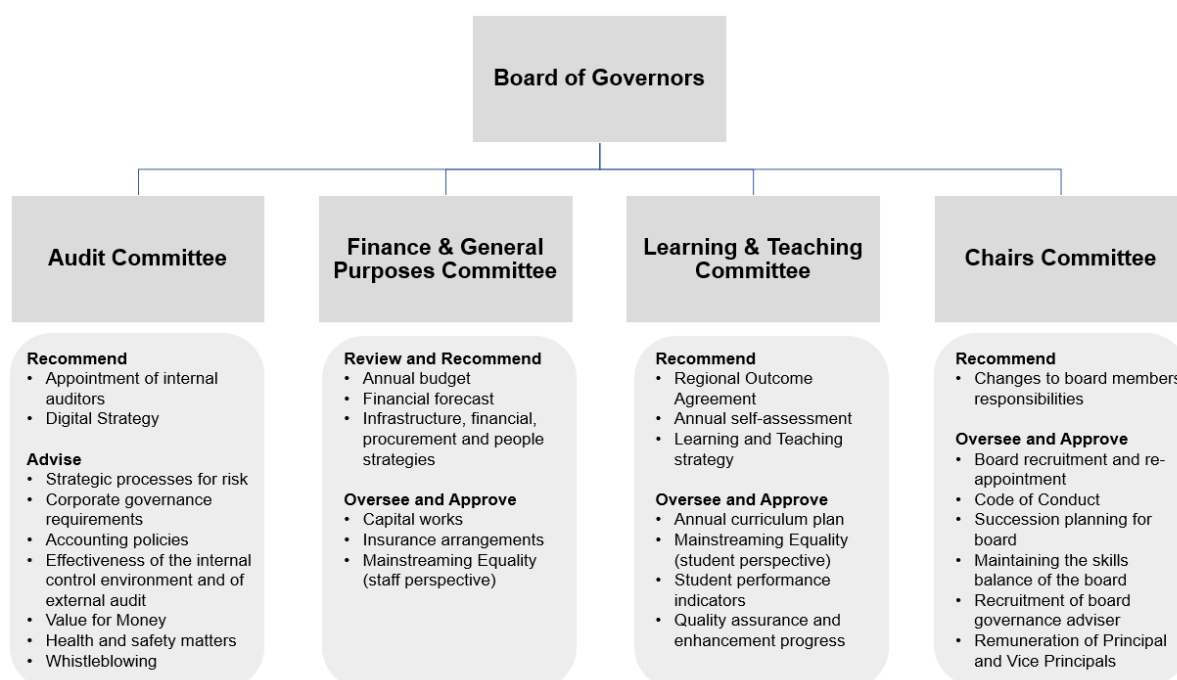 Board of Governors
Audit Committee
Finance & General
Purposes Committee
Learning & Teaching
Committee
Chairs Committee
Recommend
• Appointment of internal
auditors
• Digital Strategy
Advise
• Strategic processes for risk
• Corporate governance
requirements
• Accounting policies
• Effectiveness of the internal
control environment and of
external audit
• Value for Money
• Health and safety matters
• Whistleblowing
Review and Recommend
• Annual budget
• Financial forecast
• Infrastructure, financial,
procurement and people
strategies
Oversee and Approve
• Capital works
• Insurance arrangements
• Mainstreaming Equality
(staff perspective)
Recommend
• Regional Outcome
Agreement
• Annual self-assessment
• Learning and Teaching
strategy
Oversee and Approve
• Annual curriculum plan
• Mainstreaming Equality
(student perspective)
• Student performance
indicators
• Quality assurance and
enhancement progress
Recommend
• Changes to board members
responsibilities
Oversee and Approve
• Board recruitment and re-
appointment
• Code of Conduct
• Succession planning for
board
• Maintaining the skills
balance of the board
• Recruitment of board
governance adviser
• Remuneration of Principal
and Vice Principals